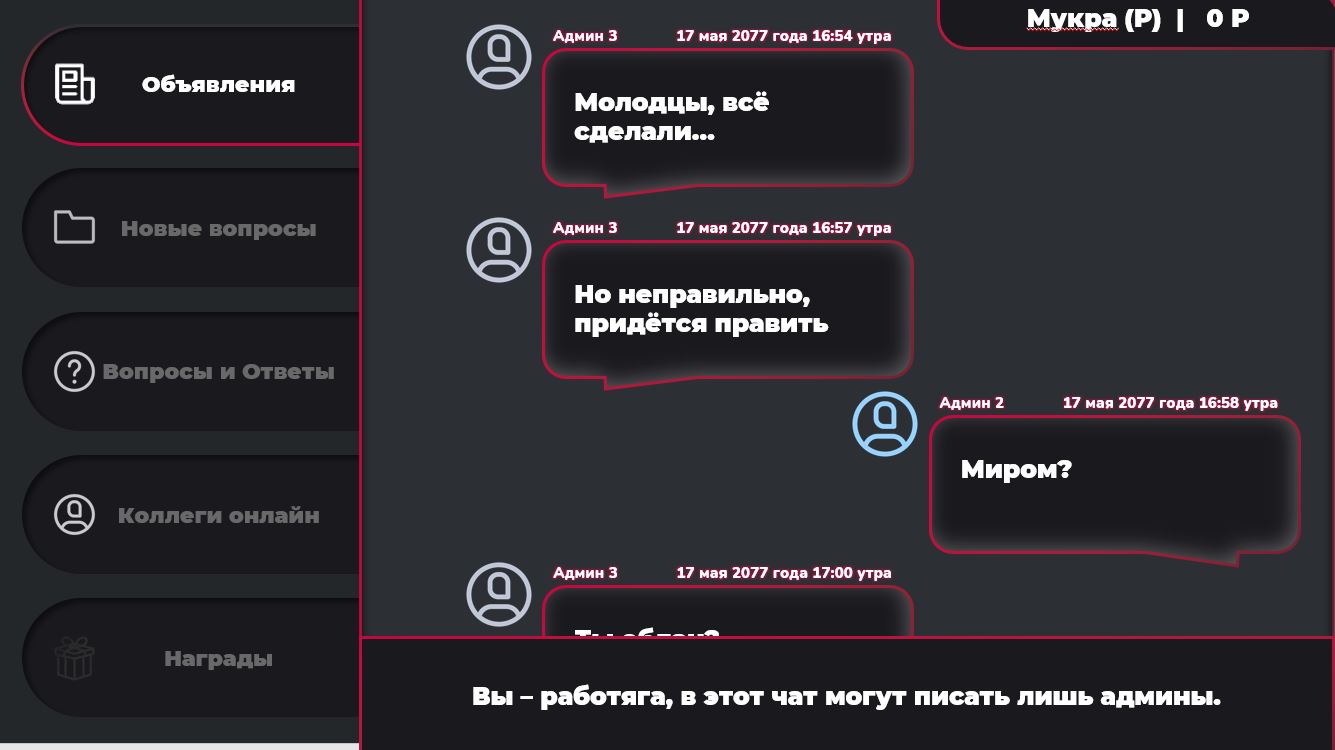 Мукра (Р) | 0 Р
Объявления
Новые вопросы
Вопросы и Ответы
Коллеги онлайн
Награды
Админ 3 17 мая 2077 года 16:54 утра
Молодцы, всё
сделали...
Админ 3 17 мая 2077 года 16:57 утра
Но неправильно,
придётся править
Админ 2 17 мая 2077 года 16:58 утра
Миром?
Админ 3 17 мая 2077 года 17:00 утра
Вы – работяга, в этот чат могут писать лишь админы.